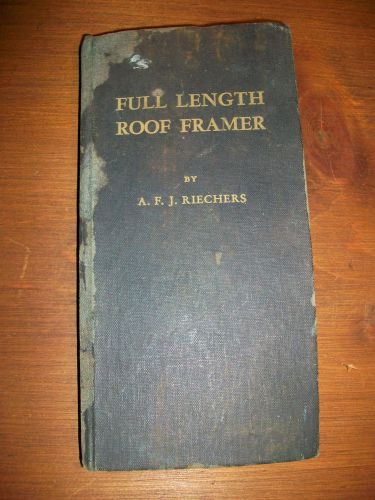 FULL LENGTH
ROOF FRAMER
BY
A. F. J. RIECHERS